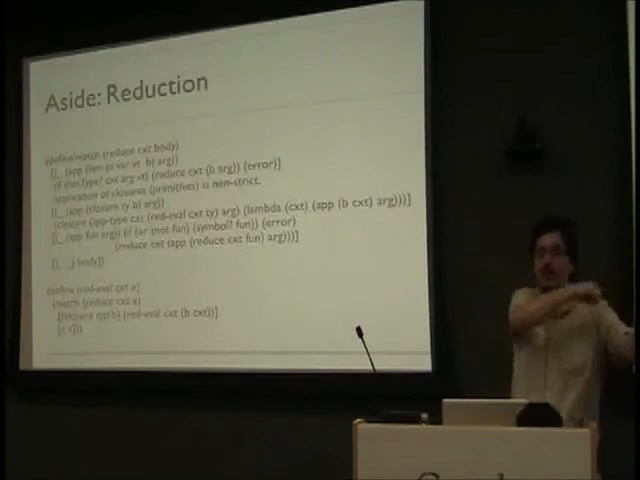 Aside: Reduction
(define/match (reduce cxt body)
[(_ (app (lam-pi var vt b) arg))
(if (hasType? cxt arg vt) (reduce cxt (b arg)) (error))]
application of closures (primitives) is non-strict.
[(_ (app (closure ty b) arg))
(closure (app-type cxt (red-eval cxt ty) arg) (lambda (cxt) (app (b cxt) arg)))]
[(_ (app fun arg)) (if (or (not fun) (symbol? fun)) (error)
(reduce cxt (app (reduce cxt fun) arg)))]
[(_ _) body])
(define (red-eval cxt x)
(match (reduce cxt x)
[(closure typ b) (red-eval cxt (b cxt))]